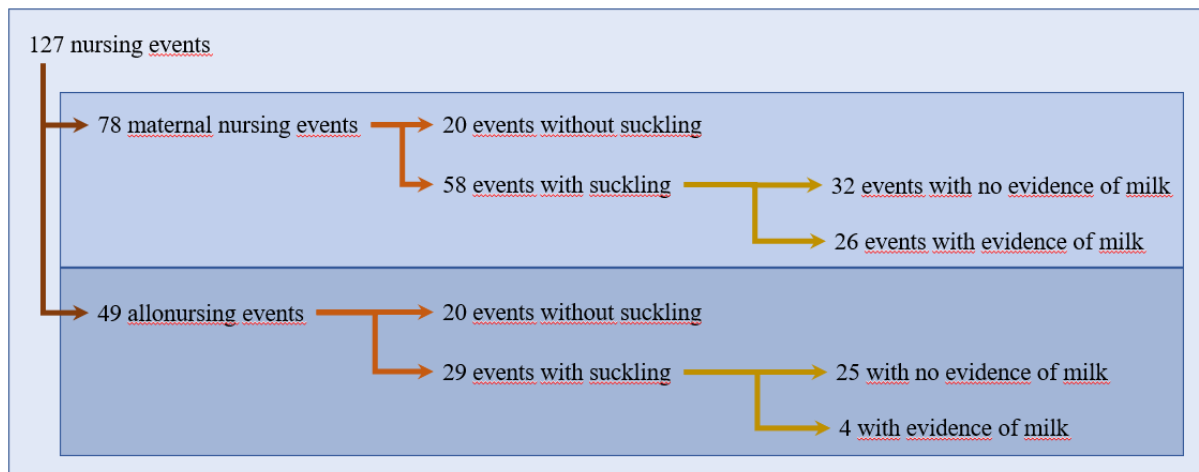 127 nursing events
78 maternal nursing events
20 events without suckling
58 events with suckling
32 events with no evidence of milk
26 events with evidence of milk
49 allonursing events
20 events without suckling
29 events with suckling
25 with no evidence of milk
4 with evidence of milk